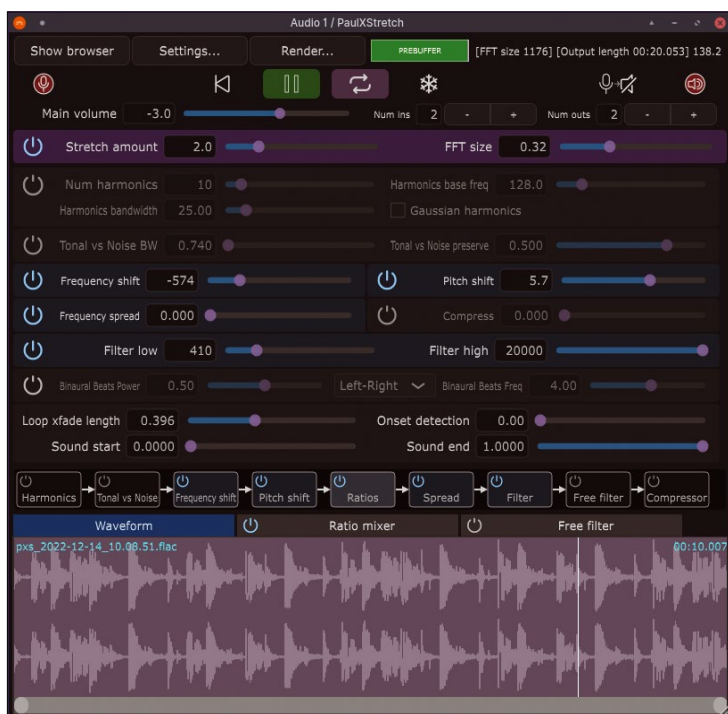 Audio 1 / PaulXStretch
Show browser Settings... Render... PREBUFFER [FFT size 1176] [Output length 00:20.053] 138.2
Main volume -3.0 Num ins 2 - + Num outs 2 - +
Stretch amount 2.0 FFT size 0.32
Num harmonics 10 Harmonics base freq 128.0
Harmonics bandwidth 25.00 Gaussian harmonics
Tonal vs Noise BW 0.740 Tonal vs Noise preserve 0.500
Frequency shift -574 Pitch shift 5.7
Frequency spread 0.000 Compress 0.000
Filter low 410 Filter high 20000
Binaural Beats Power 0.50 Left-Right Binaural Beats Freq 4.00
Loop xfade length 0.396 Onset detection 0.00
Sound start 0.0000 Sound end 1.0000
Harmonics Tonal vs Noise Frequency shift Pitch shift Ratios Spread Filter Free filter Compressor
Waveform Ratio mixer Free filter
pxs_2022-12-14_10.08.51.flac 00:10.007